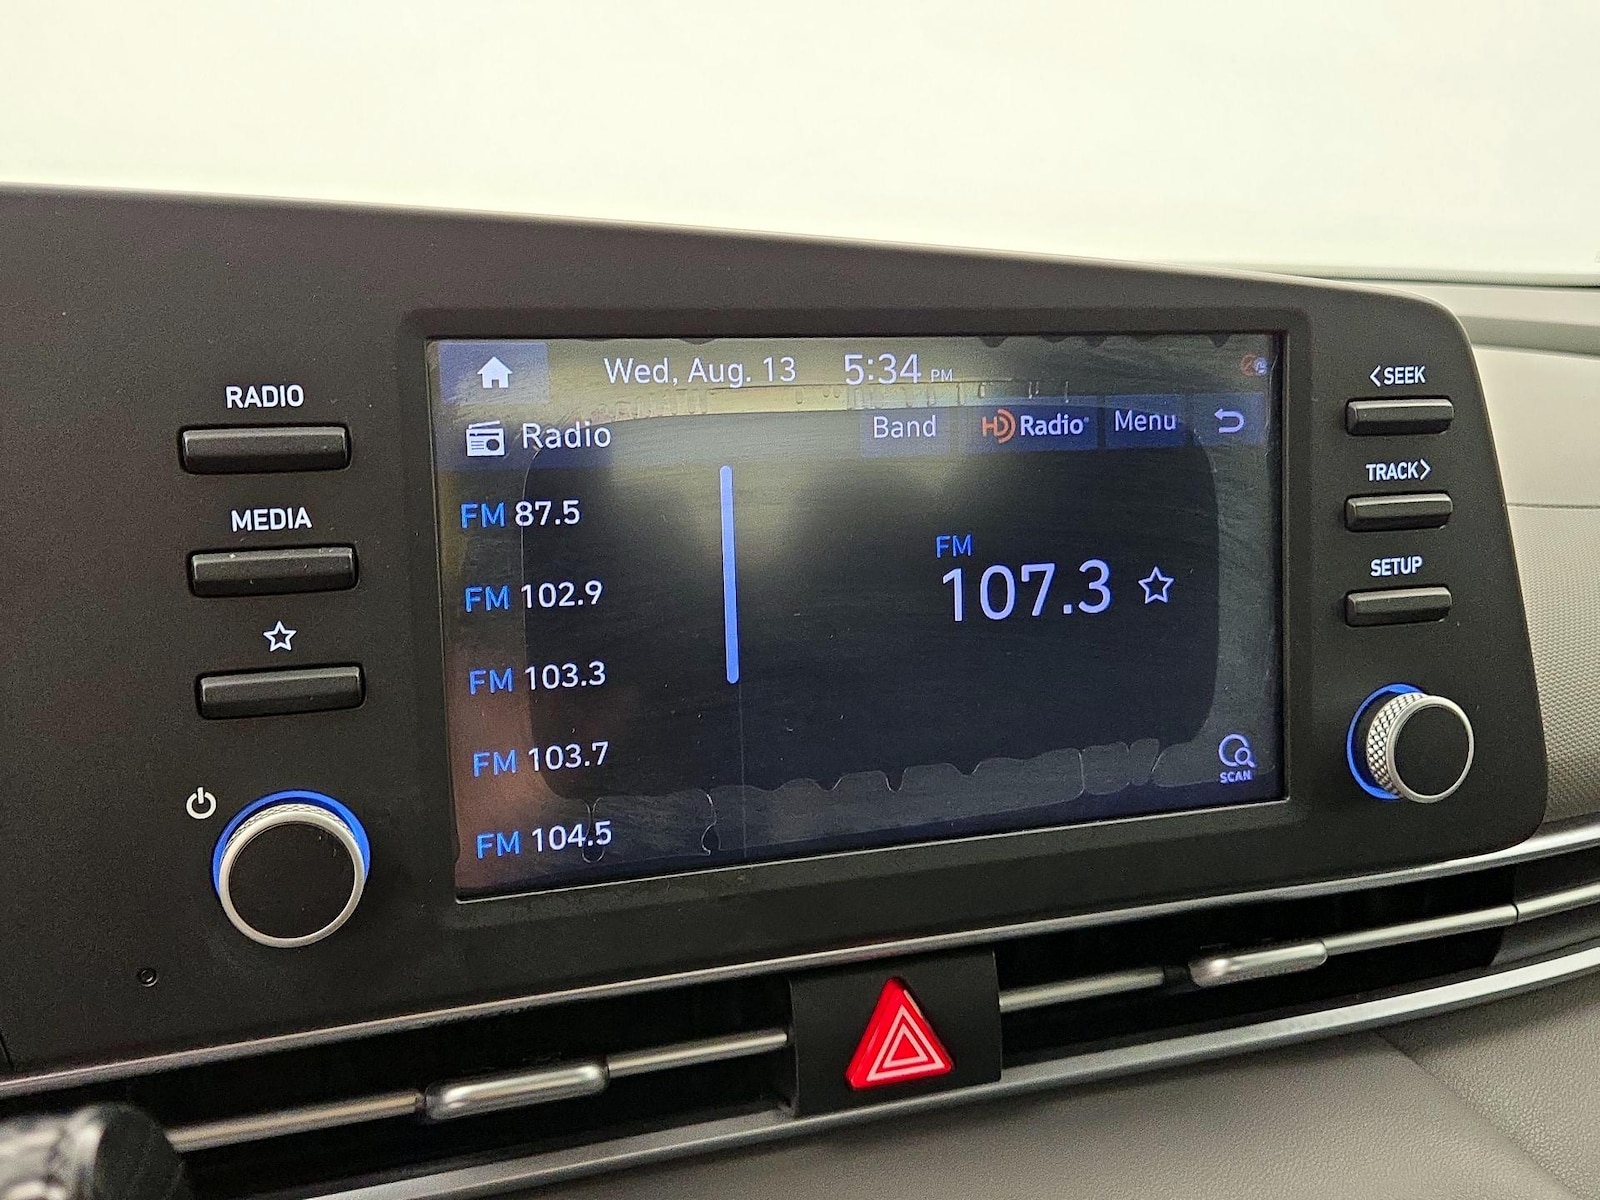 RADIO
MEDIA
Wed, Aug. 13 5:34 PM
Radio Band HD Radio® Menu
FM 87.5
FM 102.9
FM 103.3
FM 103.7
FM 104.5
FM
107.3
SCAN
<SEEK
TRACK>
SETUP